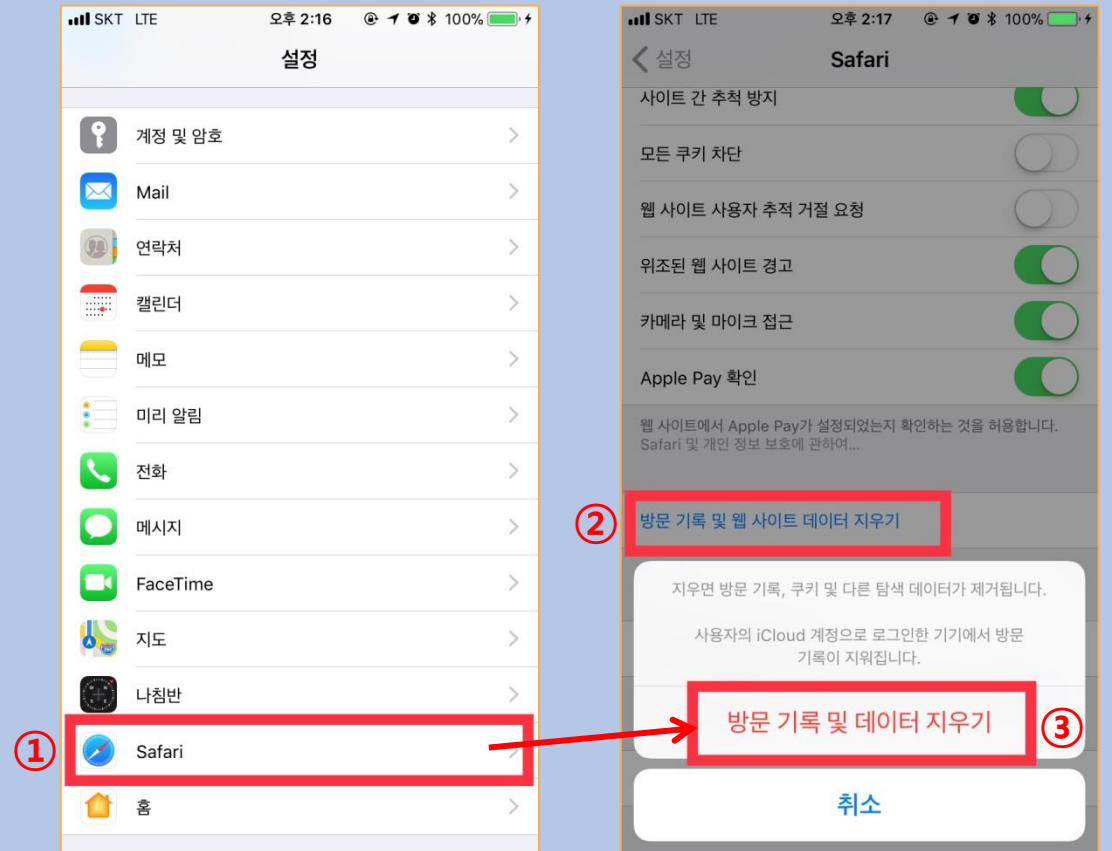 SKT LTE 오후 2:16 100%
설정
계정 및 암호
Mail
연락처
캘린더
메모
미리 알림
전화
메시지
FaceTime
지도
나침반
① Safari
홈
SKT LTE 오후 2:17 100%
설정 Safari
사이트 간 추척 방지
모든 쿠키 차단
웹 사이트 사용자 추적 거절 요청
위조된 웹 사이트 경고
카메라 및 마이크 접근
Apple Pay 확인
웹 사이트에서 Apple Pay가 설정되었는지 확인하는 것을 허용합니다.
Safari 및 개인 정보 보호에 관하여...
② 방문 기록 및 웹 사이트 데이터 지우기
지우면 방문 기록, 쿠키 및 다른 탐색 데이터가 제거됩니다.
사용자의 iCloud 계정으로 로그인한 기기에서 방문
기록이 지워집니다.
방문 기록 및 데이터 지우기 ③
취소